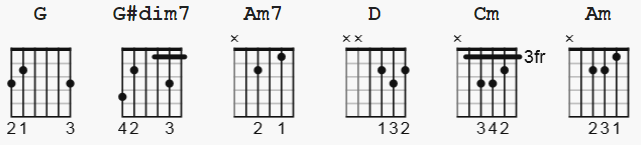 G G#dim7 Am7 D Cm Am
× × × × × ×
3fr
21 3 42 3 2 1 132 342 231